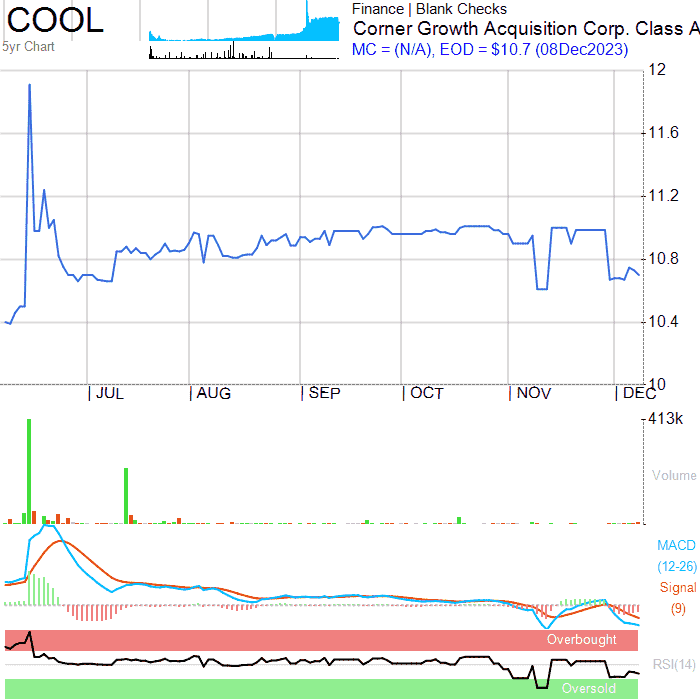 COOL
5yr Chart
Finance | Blank Checks
Corner Growth Acquisition Corp. Class A
MC = (N/A), EOD = $10.7 (08Dec2023)
12
11.6
11.2
10.8
10.4
10
JUL AUG SEP OCT NOV DEC
413k
Volume
MACD
(12-26)
Signal
(9)
Overbought
RSI(14)
Oversold